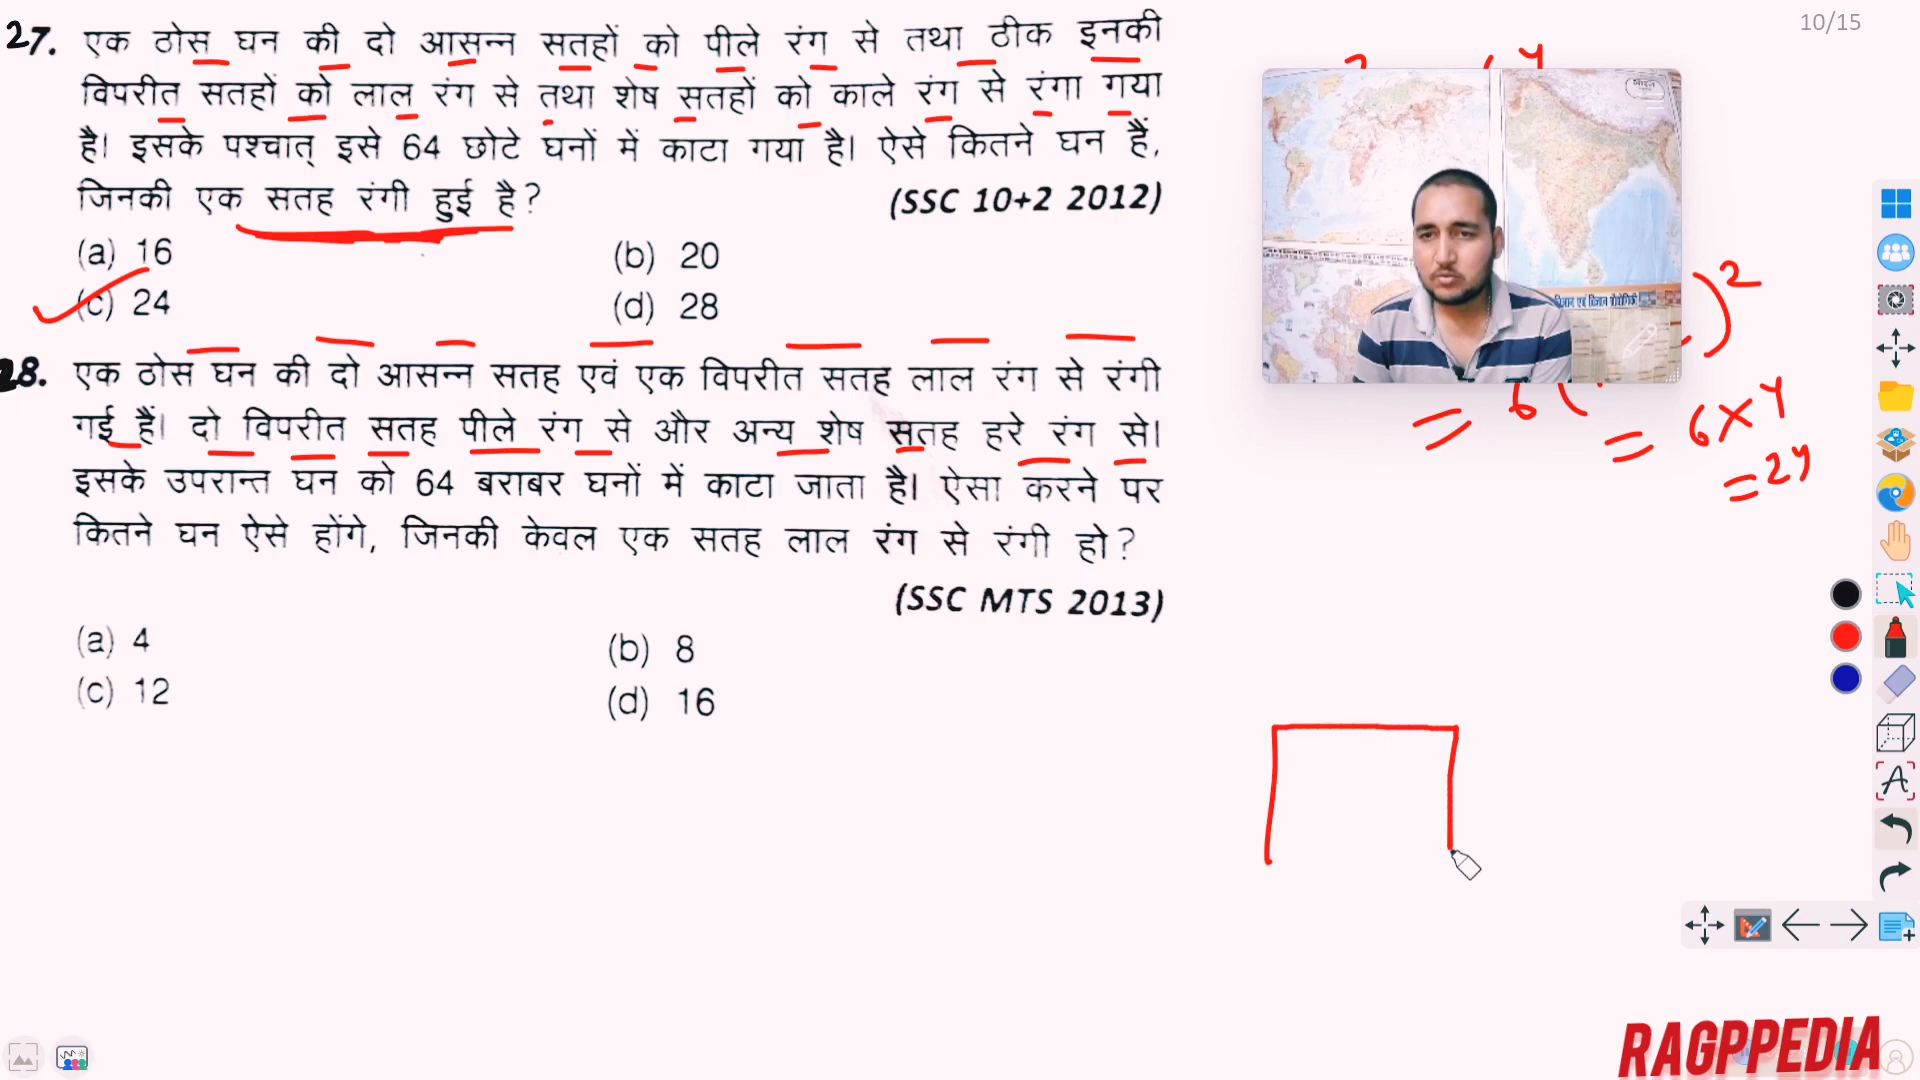 10/15
27. एक ठोस घन की दो आसन्न सतहों को पीले रंग से तथा ठीक इनकी
विपरीत सतहों को लाल रंग से तथा शेष सतहों को काले रंग से रंगा गया
है। इसके पश्चात् इसे 64 छोटे घनों में काटा गया है। ऐसे कितने घन हैं,
जिनकी एक सतह रंगी हुई है?
(SSC 10+2 2012)
(a) 16 (b) 20
(c) 24 (d) 28
28. एक ठोस घन की दो आसन्न सतह एवं एक विपरीत सतह लाल रंग से रंगी
गई हैं। दो विपरीत सतह पीले रंग से और अन्य शेष सतह हरे रंग से।
इसके उपरान्त घन को 64 बराबर घनों में काटा जाता है। ऐसा करने पर
कितने घन ऐसे होंगे, जिनकी केवल एक सतह लाल रंग से रंगी हो?
(SSC MTS 2013)
(a) 4 (b) 8
(c) 12 (d) 16
)²
= 6(
= 6×4
= 24
RAGPPEDIA